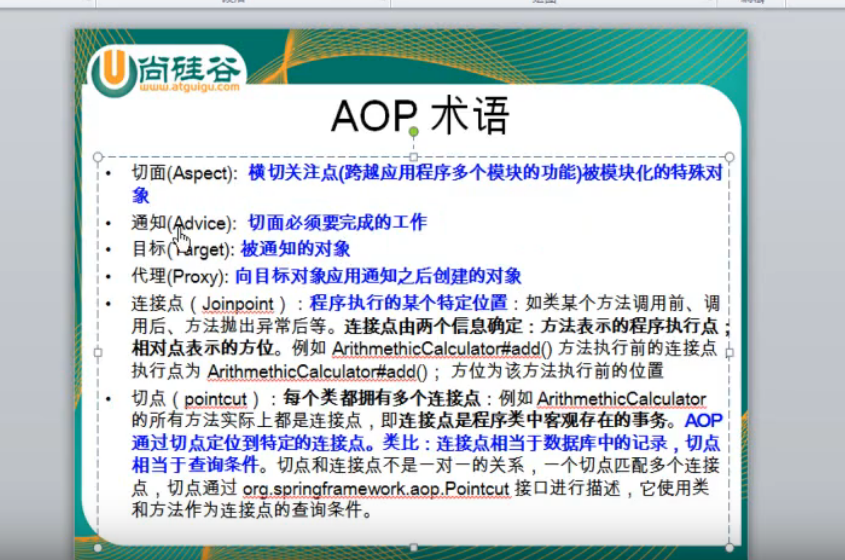 尚硅谷
www.atguigu.com
AOP 术语
• 切面(Aspect): 横切关注点(跨越应用程序多个模块的功能)被模块化的特殊对
象
• 通知(Advice): 切面必须要完成的工作
• 目标(Target): 被通知的对象
• 代理(Proxy): 向目标对象应用通知之后创建的对象
• 连接点（Joinpoint）：程序执行的某个特定位置：如类某个方法调用前、调
用后、方法抛出异常后等。连接点由两个信息确定：方法表示的程序执行点；
相对点表示的方位。例如 ArithmethicCalculator#add() 方法执行前的连接点，
执行点为 ArithmethicCalculator#add()； 方位为该方法执行前的位置
• 切点（pointcut）：每个类都拥有多个连接点：例如 ArithmethicCalculator
的所有方法实际上都是连接点，即连接点是程序类中客观存在的事务。AOP
通过切点定位到特定的连接点。类比：连接点相当于数据库中的记录，切点
相当于查询条件。切点和连接点不是一对一的关系，一个切点匹配多个连接
点，切点通过 org.springframework.aop.Pointcut 接口进行描述，它使用类
和方法作为连接点的查询条件。